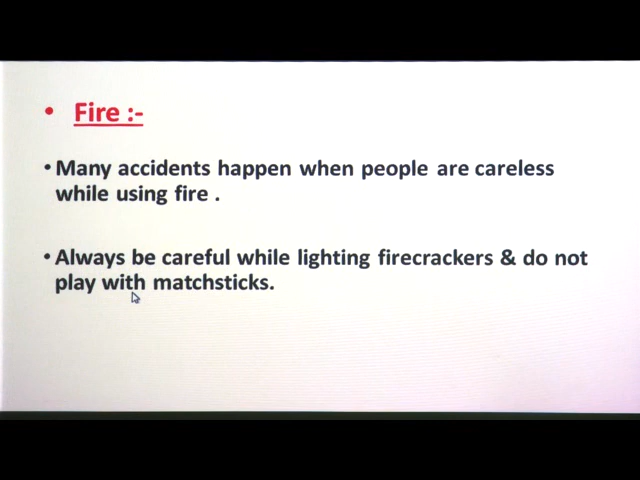 • Fire :-
• Many accidents happen when people are careless
while using fire .
• Always be careful while lighting firecrackers & do not
play with matchsticks.